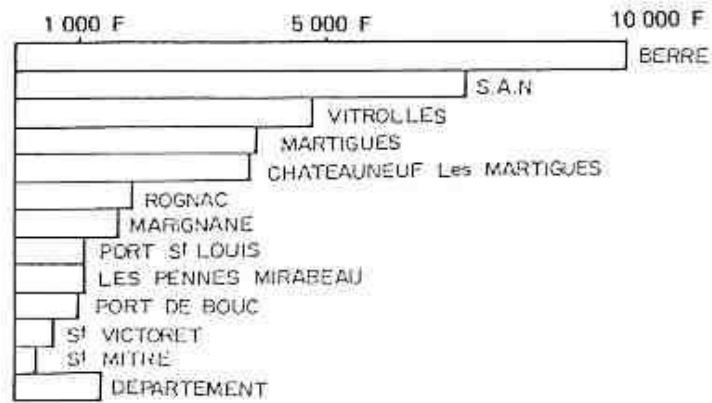 1 000 F 5 000 F 10 000 F
BERRE
S.A.N
VITROLLES
MARTIGUES
CHATEAUNEUF Les MARTIGUES
ROGNAC
MARIGNANE
PORT St LOUIS
LES PENNES MIRABEAU
PORT DE BOUC
St VICTORET
St MITRE
DEPARTEMENT